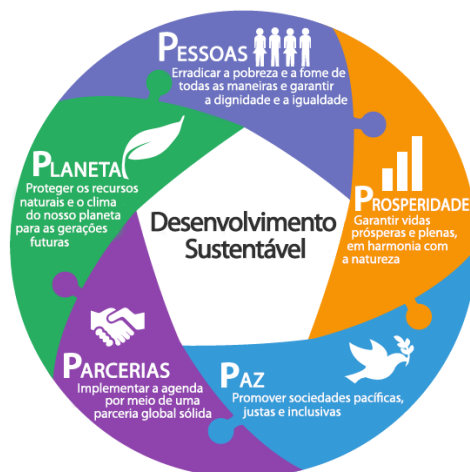 PESSOAS
Erradicar a pobreza e a fome de
todas as maneiras e garantir
a dignidade e a igualdade
PROSPERIDADE
Garantir vidas
prósperas e plenas,
em harmonia com
a natureza
PAZ
Promover sociedades pacíficas,
justas e inclusivas
PARCERIAS
Implementar a agenda
por meio de uma
parceria global sólida
PLANETA
Proteger os recursos
naturais e o clima
do nosso planeta
para as gerações
futuras
Desenvolvimento
Sustentável